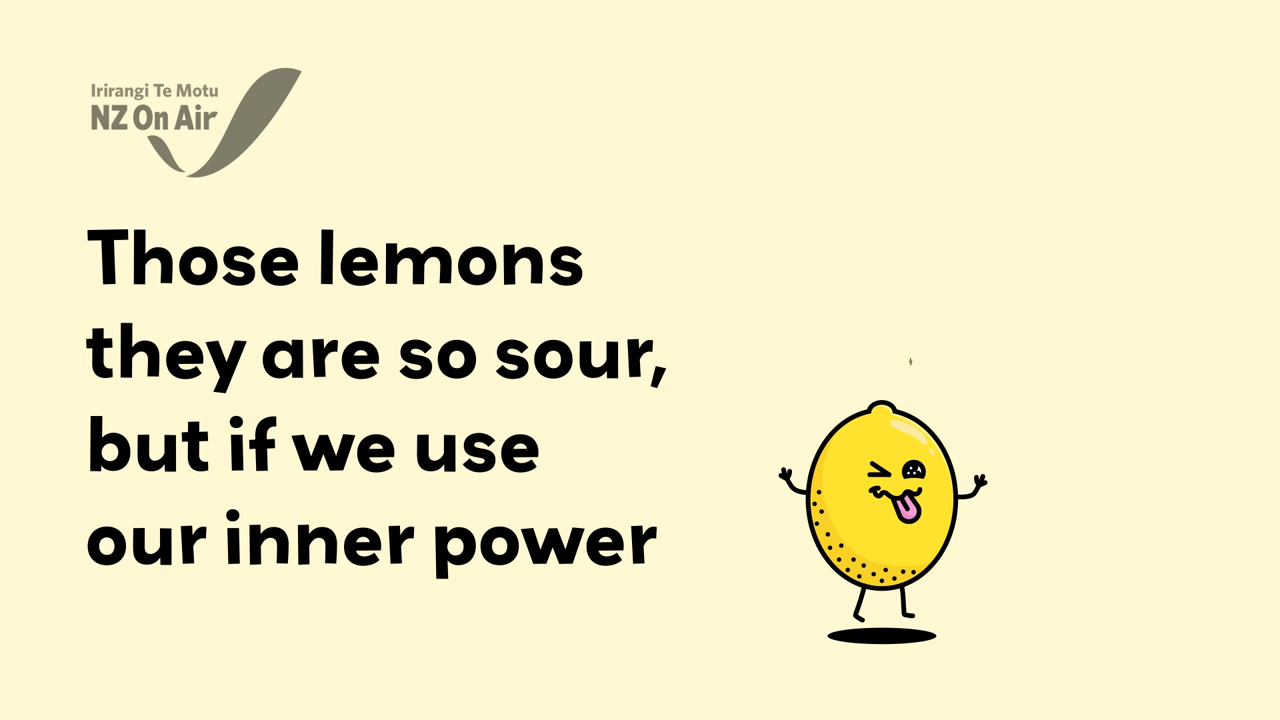 Irirangi Te Motu
NZ On Air
Those lemons
they are so sour,
but if we use
our inner power